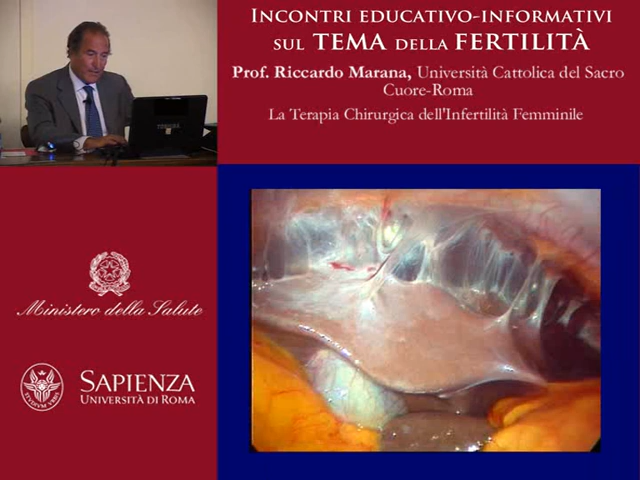 Incontri educativo-informativi
sul TEMA della FERTILITÀ
Prof. Riccardo Marana, Università Cattolica del Sacro
Cuore-Roma
La Terapia Chirurgica dell'Infertilità Femminile
Ministero della Salute
SAPIENZA
UNIVERSITÀ DI ROMA